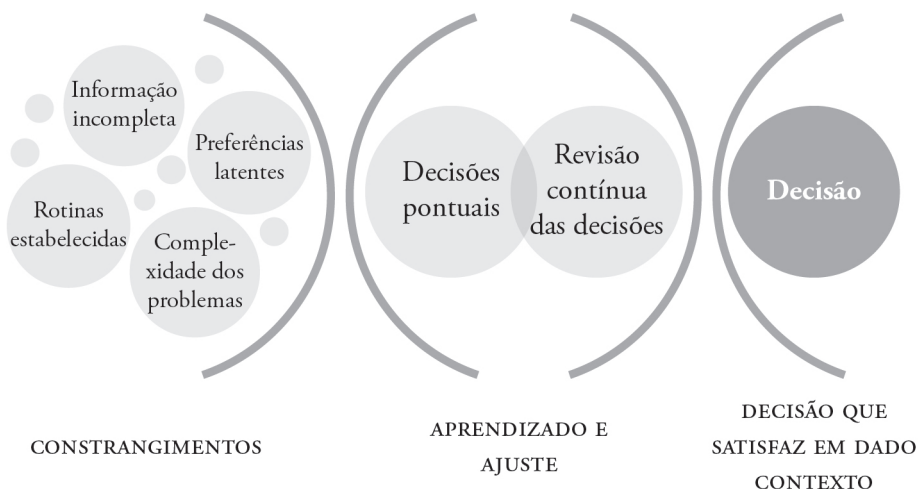 Informação
incompleta
Preferências
latentes
Rotinas
estabelecidas
Comple-
xidade dos
problemas
Decisões
pontuais
Revisão
contínua
das decisões
Decisão
CONSTRANGIMENTOS
APRENDIZADO E
AJUSTE
DECISÃO QUE
SATISFAZ EM DADO
CONTEXTO